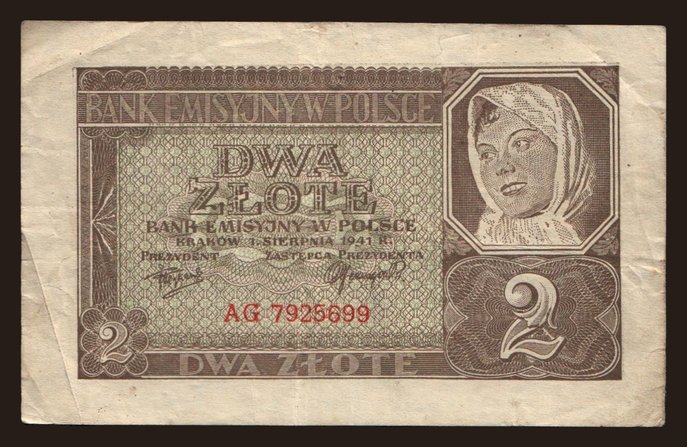 BANK EMISYJNY W POLSCE
DWA
ZŁOTE
BANK EMISYJNY W POLSCE
KRAKÓW 1. SIERPNIA 1941 R.
PREZYDENT ZASTĘPCA PREZYDENTA
AG 7925699
2
2
DWA ZŁOTE